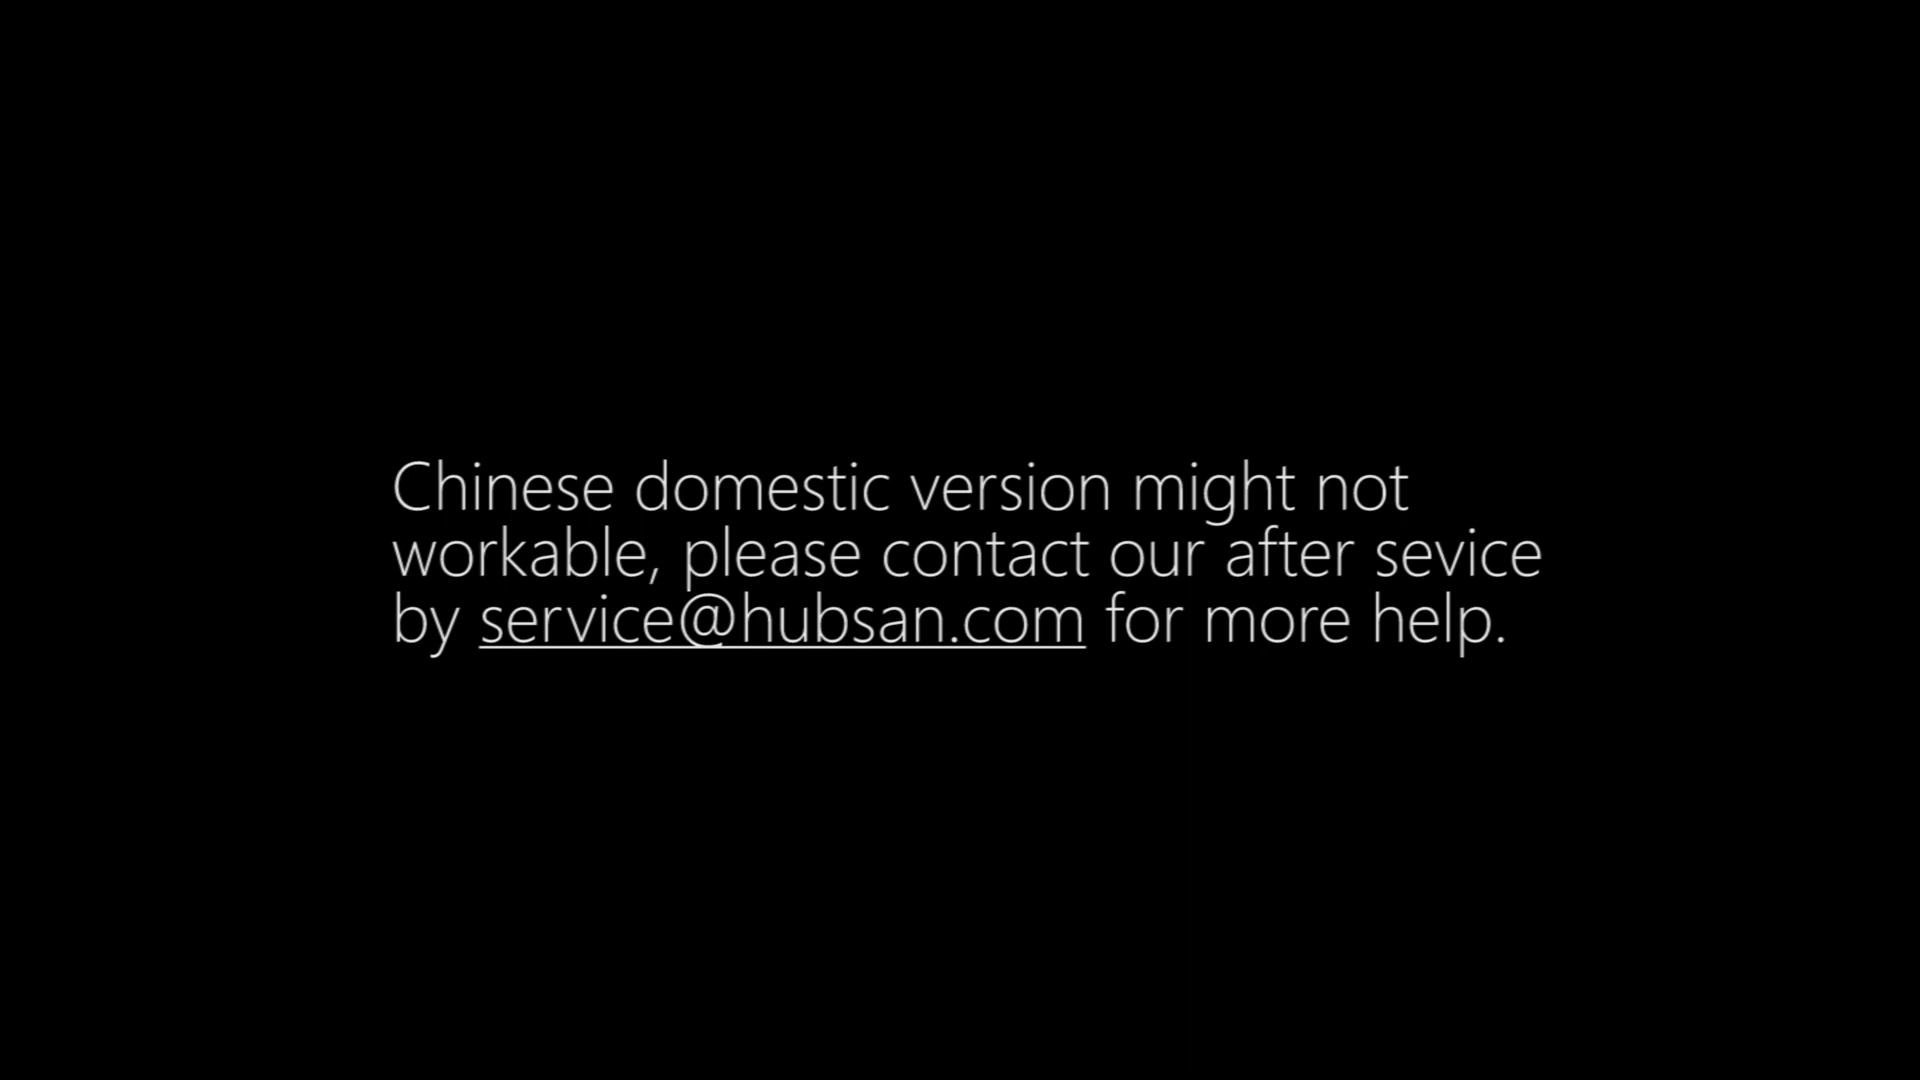 Chinese domestic version might not
workable, please contact our after sevice
by service@hubsan.com for more help.